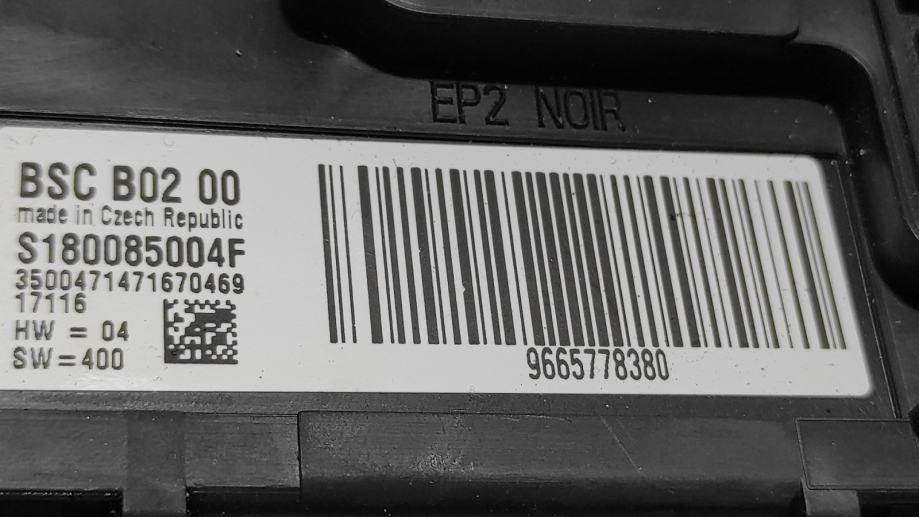 EP2 NOIR
BSC B02 00
made in Czech Republic
S180085004F
3500471471670469
17116
HW = 04
SW=400
9665778380